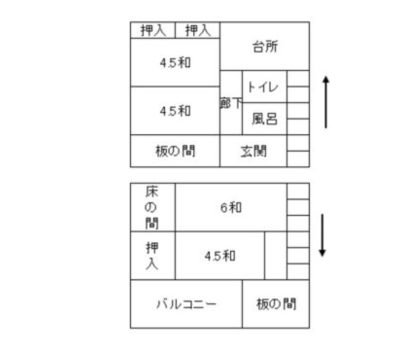 押入 押入
台所
4.5和
トイレ
4.5和
廊下
風呂
板の間
玄関
床の間
6和
押入
4.5和
バルコニー
板の間